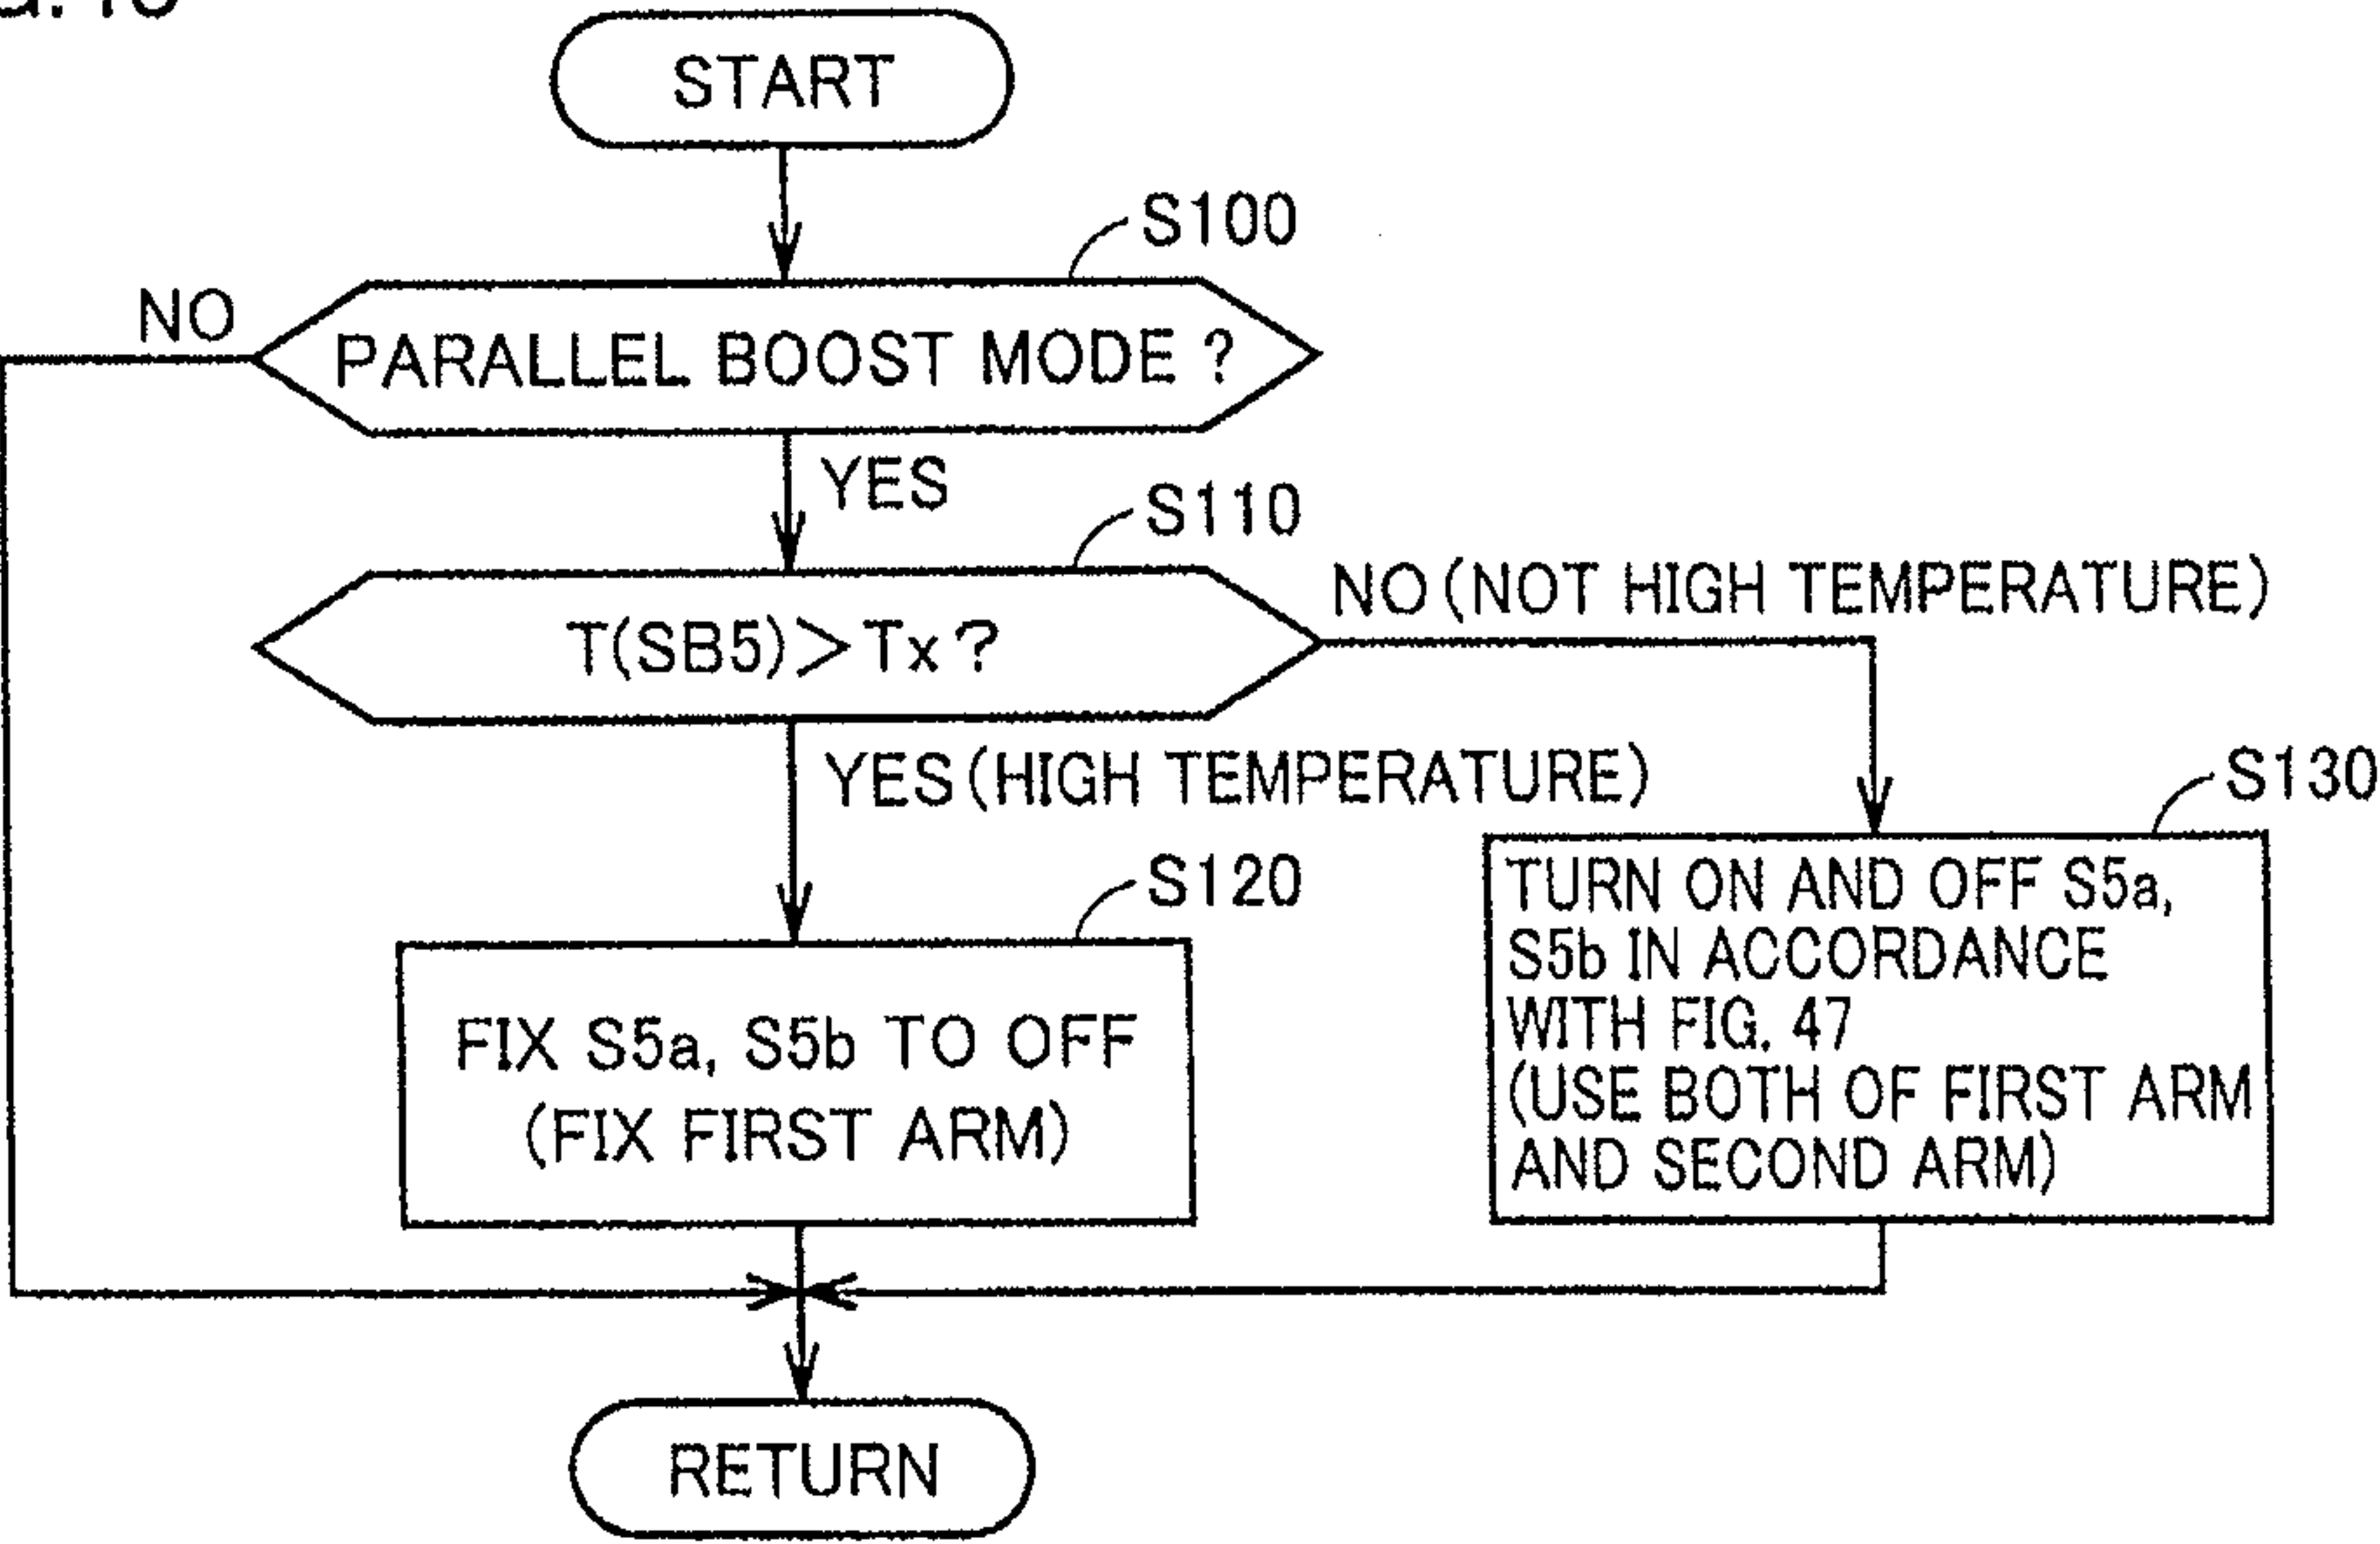 START
S100
NO
PARALLEL BOOST MODE ?
YES
S110
NO (NOT HIGH TEMPERATURE)
T(SB5) > Tx ?
YES (HIGH TEMPERATURE)
S130
S120
TURN ON AND OFF S5a,
S5b IN ACCORDANCE
WITH FIG. 47
(USE BOTH OF FIRST ARM
AND SECOND ARM)
FIX S5a, S5b TO OFF
(FIX FIRST ARM)
RETURN